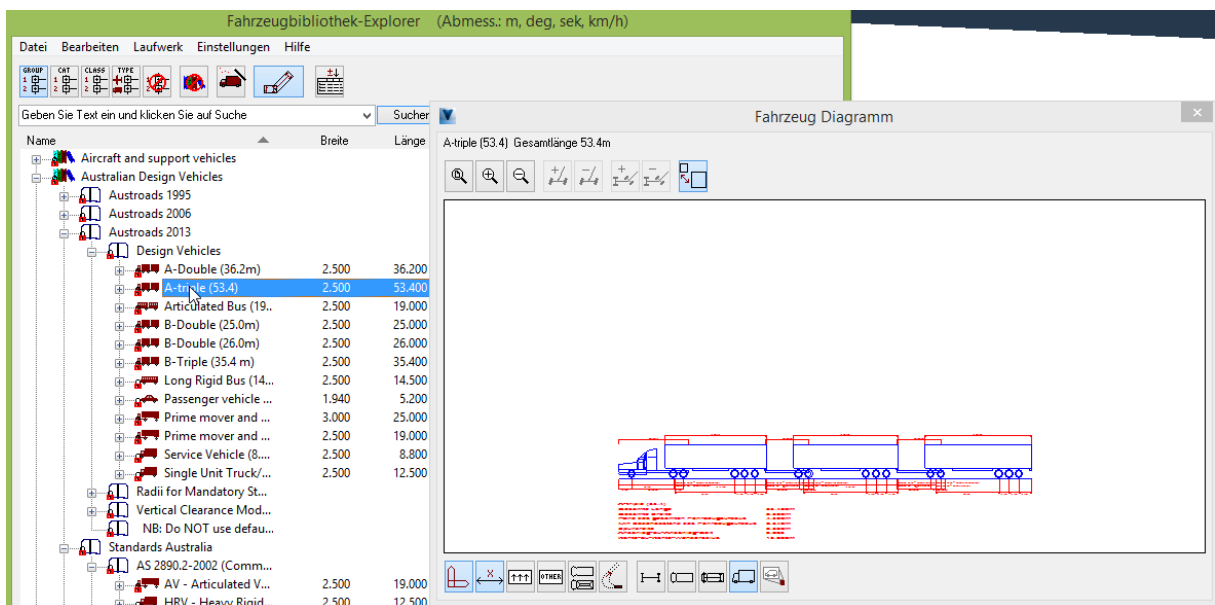 Fahrzeugbibliothek-Explorer (Abmess.: m, deg, sek, km/h)
Datei Bearbeiten Laufwerk Einstellungen Hilfe
GROUP CAT CLASS TYPE
Geben Sie Text ein und klicken Sie auf Suche Sucher
Name Breite Länge
Aircraft and support vehicles
Australian Design Vehicles
Austroads 1995
Austroads 2006
Austroads 2013
Design Vehicles
A-Double (36.2m) 2.500 36.200
A-triple (53.4) 2.500 53.400
Articulated Bus (19.. 2.500 19.000
B-Double (25.0m) 2.500 25.000
B-Double (26.0m) 2.500 26.000
B-Triple (35.4 m) 2.500 35.400
Long Rigid Bus (14... 2.500 14.500
Passenger vehicle ... 1.940 5.200
Prime mover and ... 3.000 25.000
Prime mover and ... 2.500 19.000
Service Vehicle (8.... 2.500 8.800
Single Unit Truck/... 2.500 12.500
Radii for Mandatory St...
Vertical Clearance Mod...
NB: Do NOT use defau...
Standards Australia
AS 2890.2-2002 (Comm...
AV - Articulated V... 2.500 19.000
HRV - Heavy Rigid... 2.500 12.500
Fahrzeug Diagramm
A-triple (53.4) Gesamtlänge 53.4m
X
OTHER